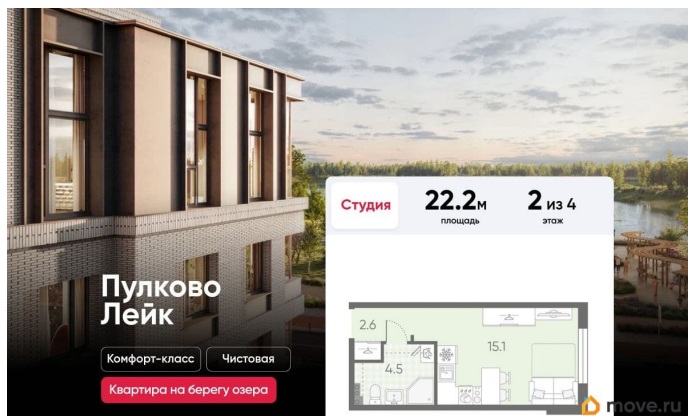 Студия
22.2м
площадь
2 из 4
этаж
Пулково
Лейк
Комфорт-класс
Чистовая
Квартира на берегу озера
2.6
4.5
15.1
move.ru